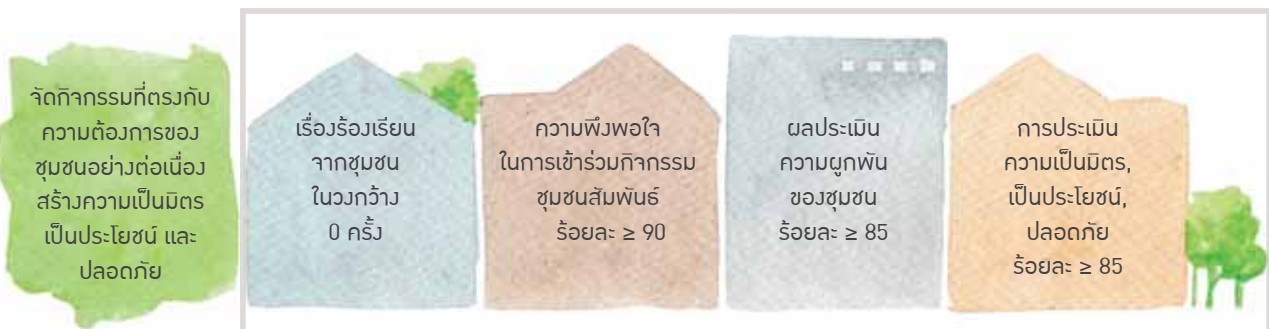 จัดกิจกรรมที่ตรงกับ
ความต้องการของ
ชุมชนอย่างต่อเนื่อง
สร้างความเป็นมิตร
เป็นประโยชน์ และ
ปลอดภัย
เรื่องร้องเรียน
จากชุมชน
ในวงกว้าง
0 ครั้ง
ความพึงพอใจ
ในการเข้าร่วมกิจกรรม
ชุมชนสัมพันธ์
ร้อยละ ≥ 90
ผลประเมิน
ความผูกพัน
ของชุมชน
ร้อยละ ≥ 85
การประเมิน
ความเป็นมิตร,
เป็นประโยชน์,
ปลอดภัย
ร้อยละ ≥ 85